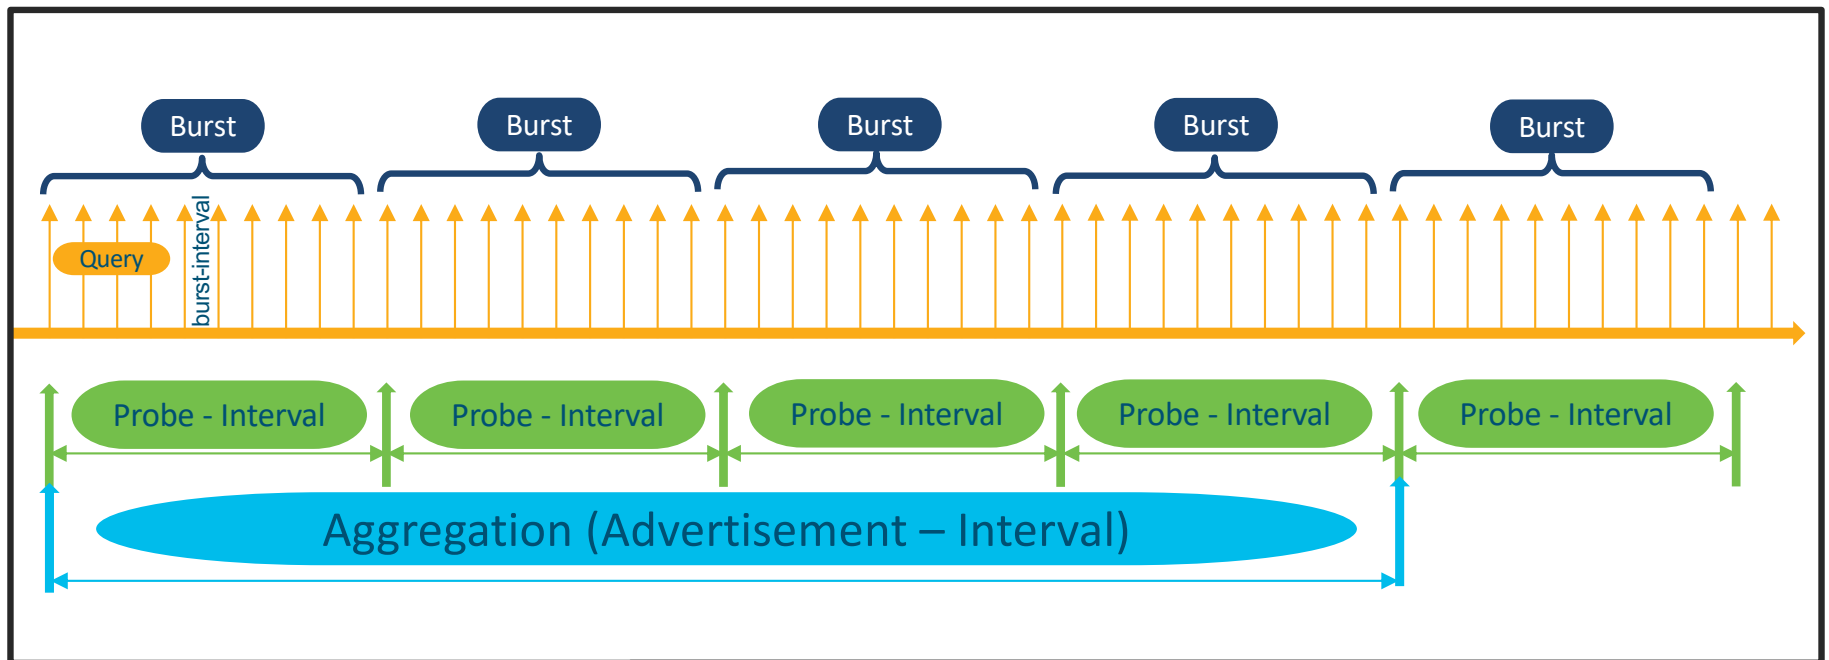 Burst
Burst
Burst
Burst
Burst
Query
burst-interval
Probe - Interval
Probe - Interval
Probe - Interval
Probe - Interval
Probe - Interval
Aggregation (Advertisement – Interval)